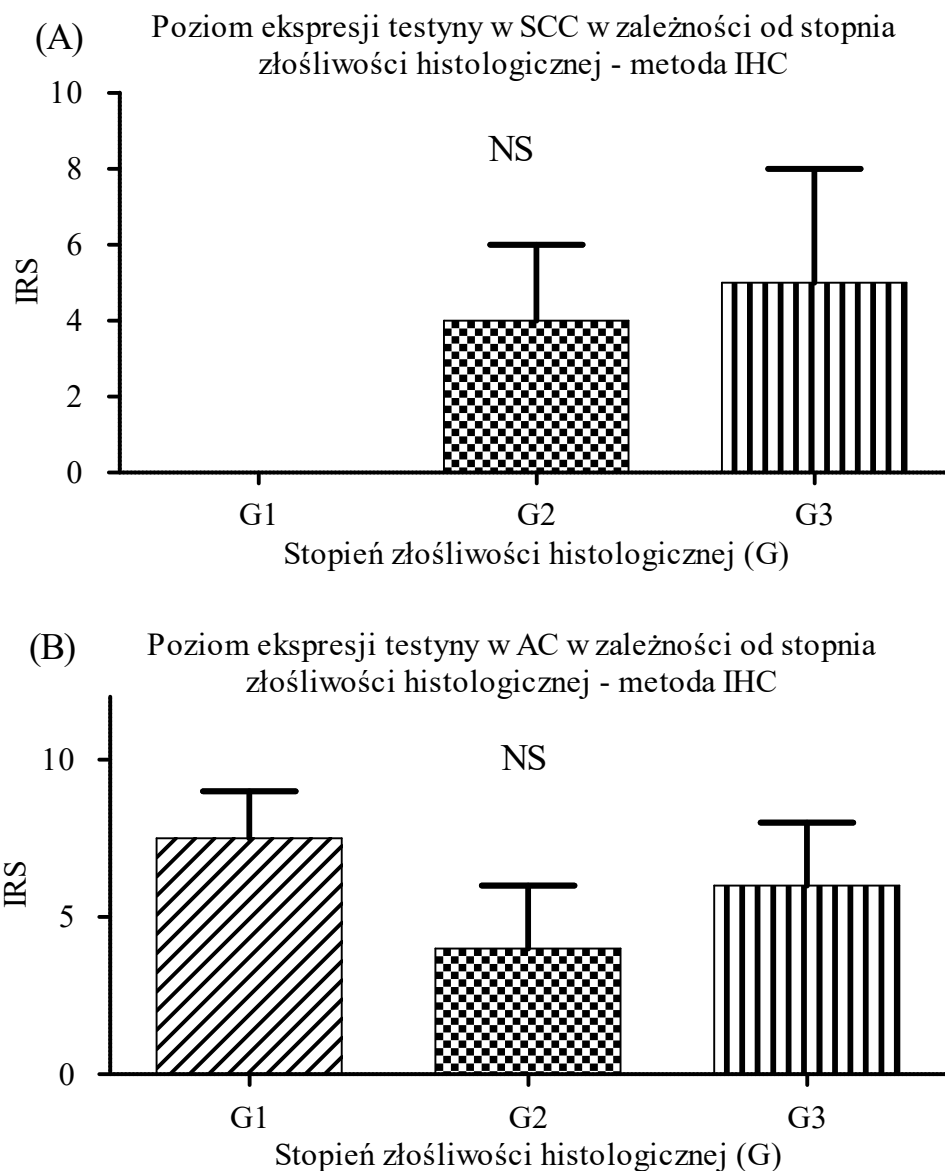 (A)
Poziom ekspresji testyny w SCC w zależności od stopnia
złośliwości histologicznej - metoda IHC
10
8
6
4
2
0
IRS
NS
G1 G2 G3
Stopień złośliwości histologicznej (G)
(B)
Poziom ekspresji testyny w AC w zależności od stopnia
złośliwości histologicznej - metoda IHC
10
5
0
IRS
NS
G1 G2 G3
Stopień złośliwości histologicznej (G)